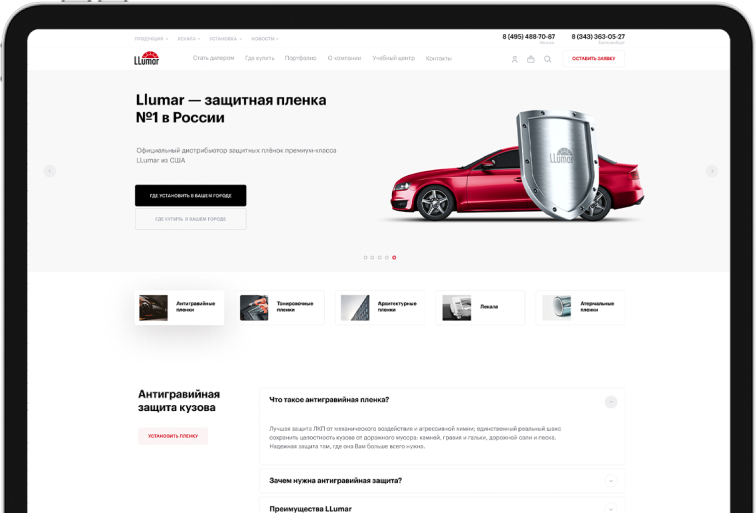 ПРОДУКЦИЯ
УСТАНОВКА
НОВОСТИ
8 (495) 488-70-87
8 (343) 363-05-27
Москва
Екатеринбург
LLumar
Стать дилером
Где купить
Портфолио
О компании
Учебный центр
Контакты
ОСТАВИТЬ ЗАЯВКУ
Llumar — защитная пленка
№1 в России
Официальный дистрибьютор защитных плёнок премиум-класса
LLumar из США
LLumar
ГДЕ УСТАНОВИТЬ В ВАШЕМ ГОРОДЕ
ГДЕ КУПИТЬ В ВАШЕМ ГОРОДЕ
Антигравийные
пленки
Тонировочные
пленки
Архитектурные
пленки
Лекала
Атермальные
пленки
Антигравийная
защита кузова
УСТАНОВИТЬ ПЛЕНКУ
Что такое антигравийная пленка?
Лучшая защита ЛКП от механического воздействия и агрессивной химии; единственный реальный шанс
сохранить целостность кузова от дорожного мусора: камней, гравия и гальки, дорожной соли и песка.
Надежная защита там, где она Вам больше всего нужна.
Зачем нужна антигравийная защита?
Преимущества LLumar